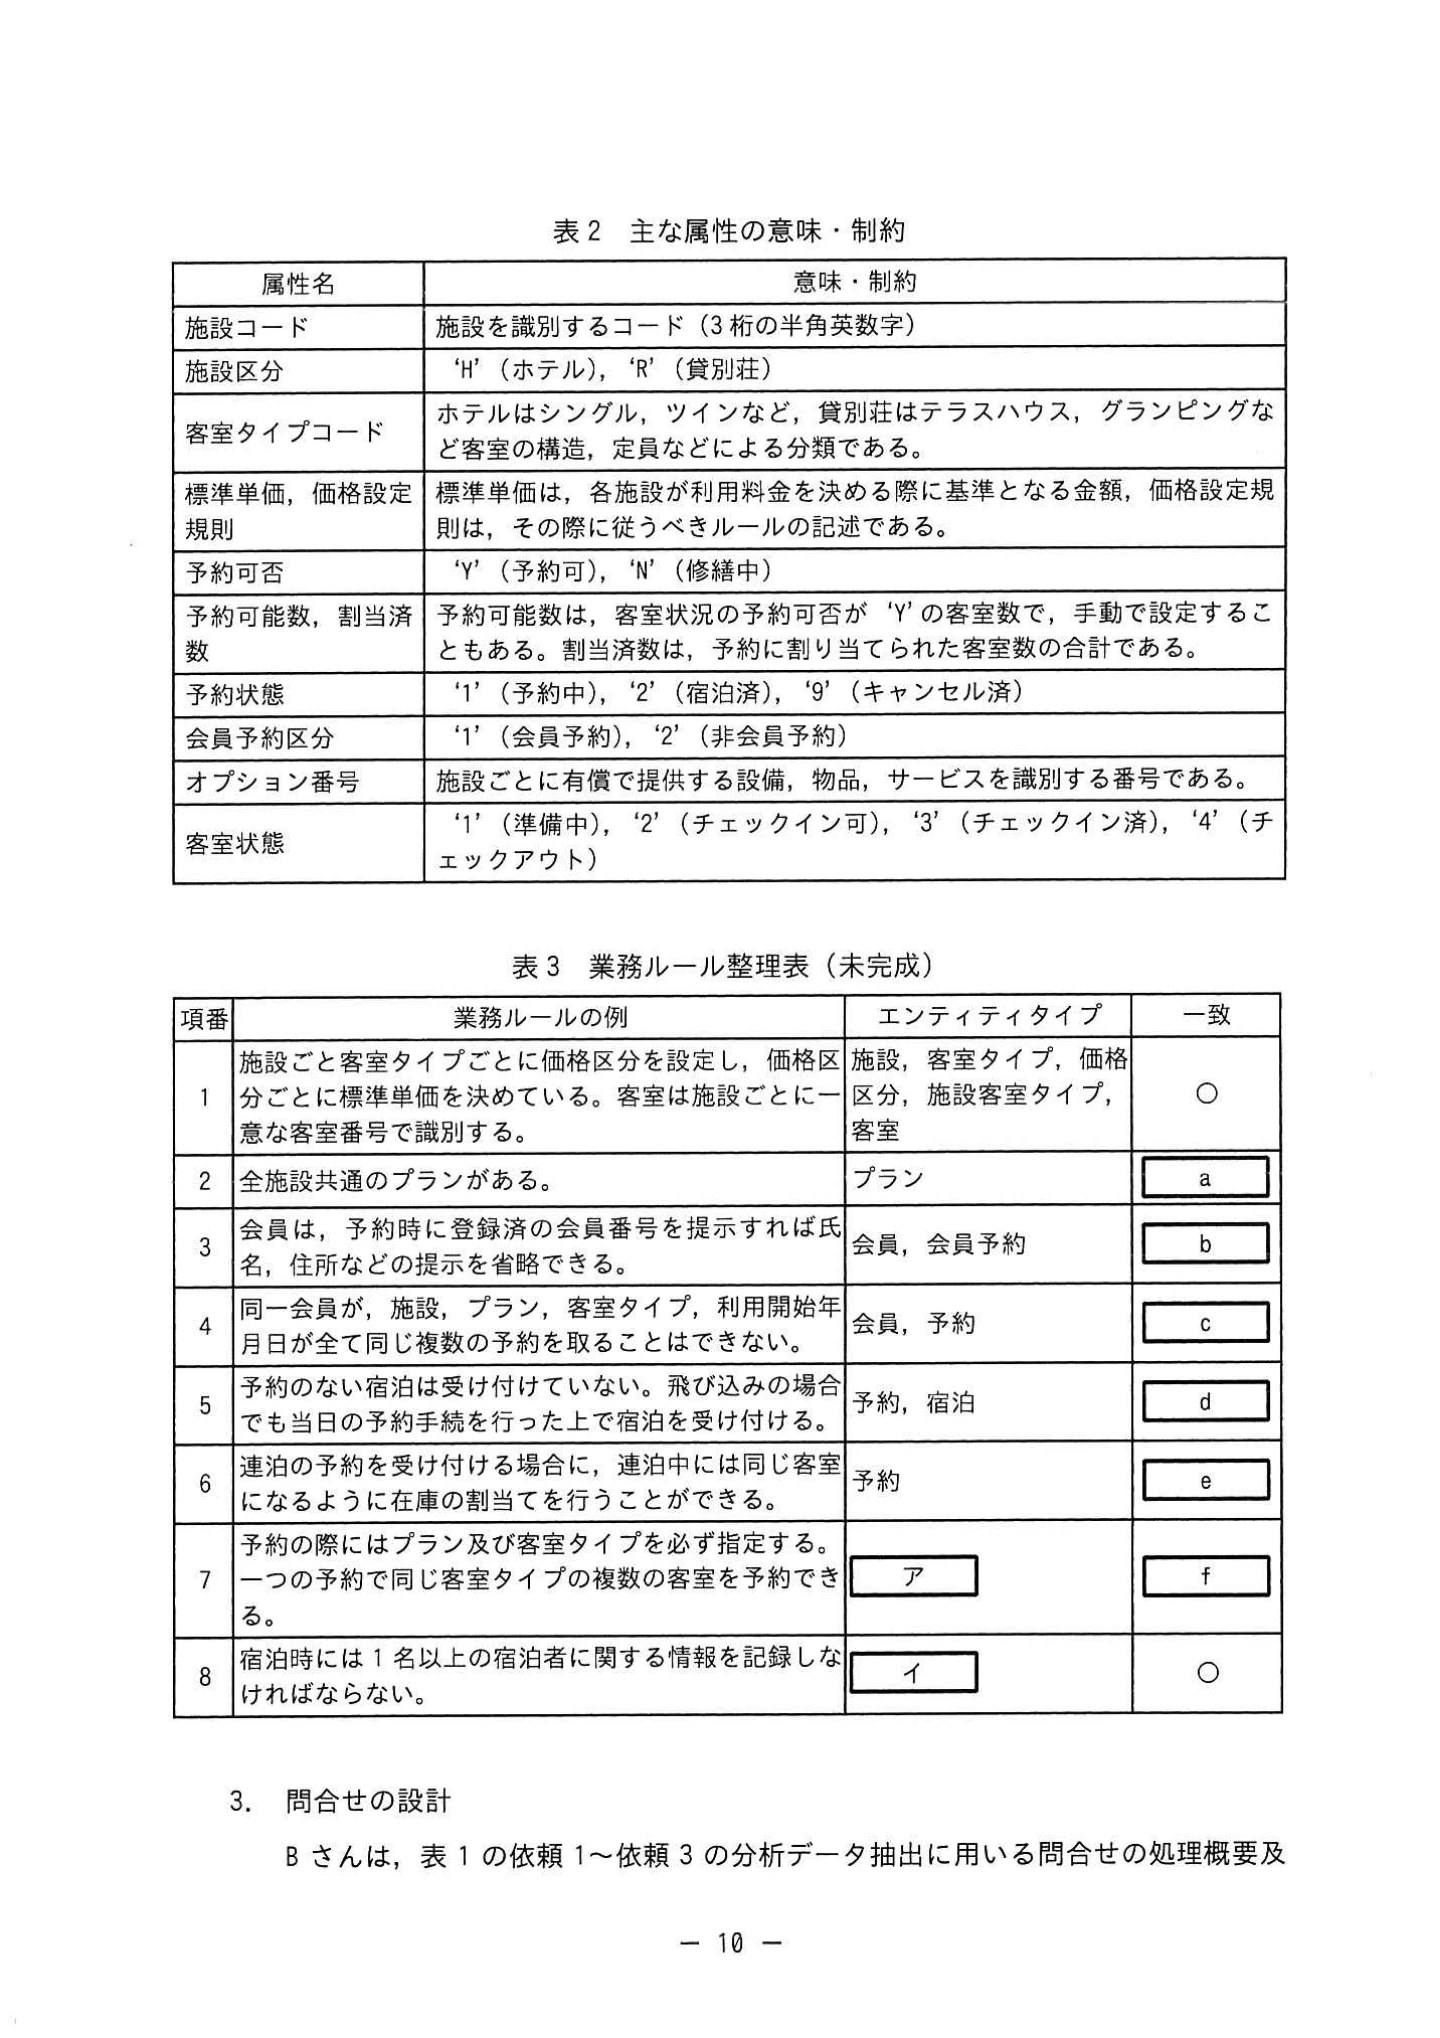 表2 主な属性の意味・制約
属性名 意味・制約
施設コード 施設を識別するコード（3桁の半角英数字）
施設区分 ‘H’（ホテル），‘R’（貸別荘）
客室タイプコード ホテルはシングル，ツインなど，貸別荘はテラスハウス，グランピングな
ど客室の構造，定員などによる分類である。
標準単価，価格設定 標準単価は，各施設が利用料金を決める際に基準となる金額，価格設定規
規則 則は，その際に従うべきルールの記述である。
予約可否 ‘Y’（予約可），‘N’（修繕中）
予約可能数，割当済 予約可能数は，客室状況の予約可否が‘Y’の客室数で，手動で設定するこ
数 ともある。割当済数は，予約に割り当てられた客室数の合計である。
予約状態 ‘1’（予約中），‘2’（宿泊済），‘9’（キャンセル済）
会員予約区分 ‘1’（会員予約），‘2’（非会員予約）
オプション番号 施設ごとに有償で提供する設備，物品，サービスを識別する番号である。
客室状態 ‘1’（準備中），‘2’（チェックイン可），‘3’（チェックイン済），‘4’（チ
ェックアウト）
表3 業務ルール整理表（未完成）
項番 業務ルールの例 エンティティタイプ 一致
1 施設ごと客室タイプごとに価格区分を設定し，価格区 施設，客室タイプ，価格 ○
分ごとに標準単価を決めている。客室は施設ごとに一 区分，施設客室タイプ，
意な客室番号で識別する。 客室
2 全施設共通のプランがある。 プラン a
3 会員は，予約時に登録済の会員番号を提示すれば氏 会員，会員予約 b
名，住所などの提示を省略できる。
4 同一会員が，施設，プラン，客室タイプ，利用開始年 会員，予約 c
月日が全て同じ複数の予約を取ることはできない。
5 予約のない宿泊は受け付けていない。飛び込みの場合 予約，宿泊 d
でも当日の予約手続を行った上で宿泊を受け付ける。
6 連泊の予約を受け付ける場合に，連泊中には同じ客室 予約 e
になるように在庫の割当てを行うことができる。
7 予約の際にはプラン及び客室タイプを必ず指定する。 ア f
一つの予約で同じ客室タイプの複数の客室を予約でき
る。
8 宿泊時には1名以上の宿泊者に関する情報を記録しな イ ○
ければならない。
3. 問合せの設計
Bさんは，表1の依頼1～依頼3の分析データ抽出に用いる問合せの処理概要及
－ 10 －